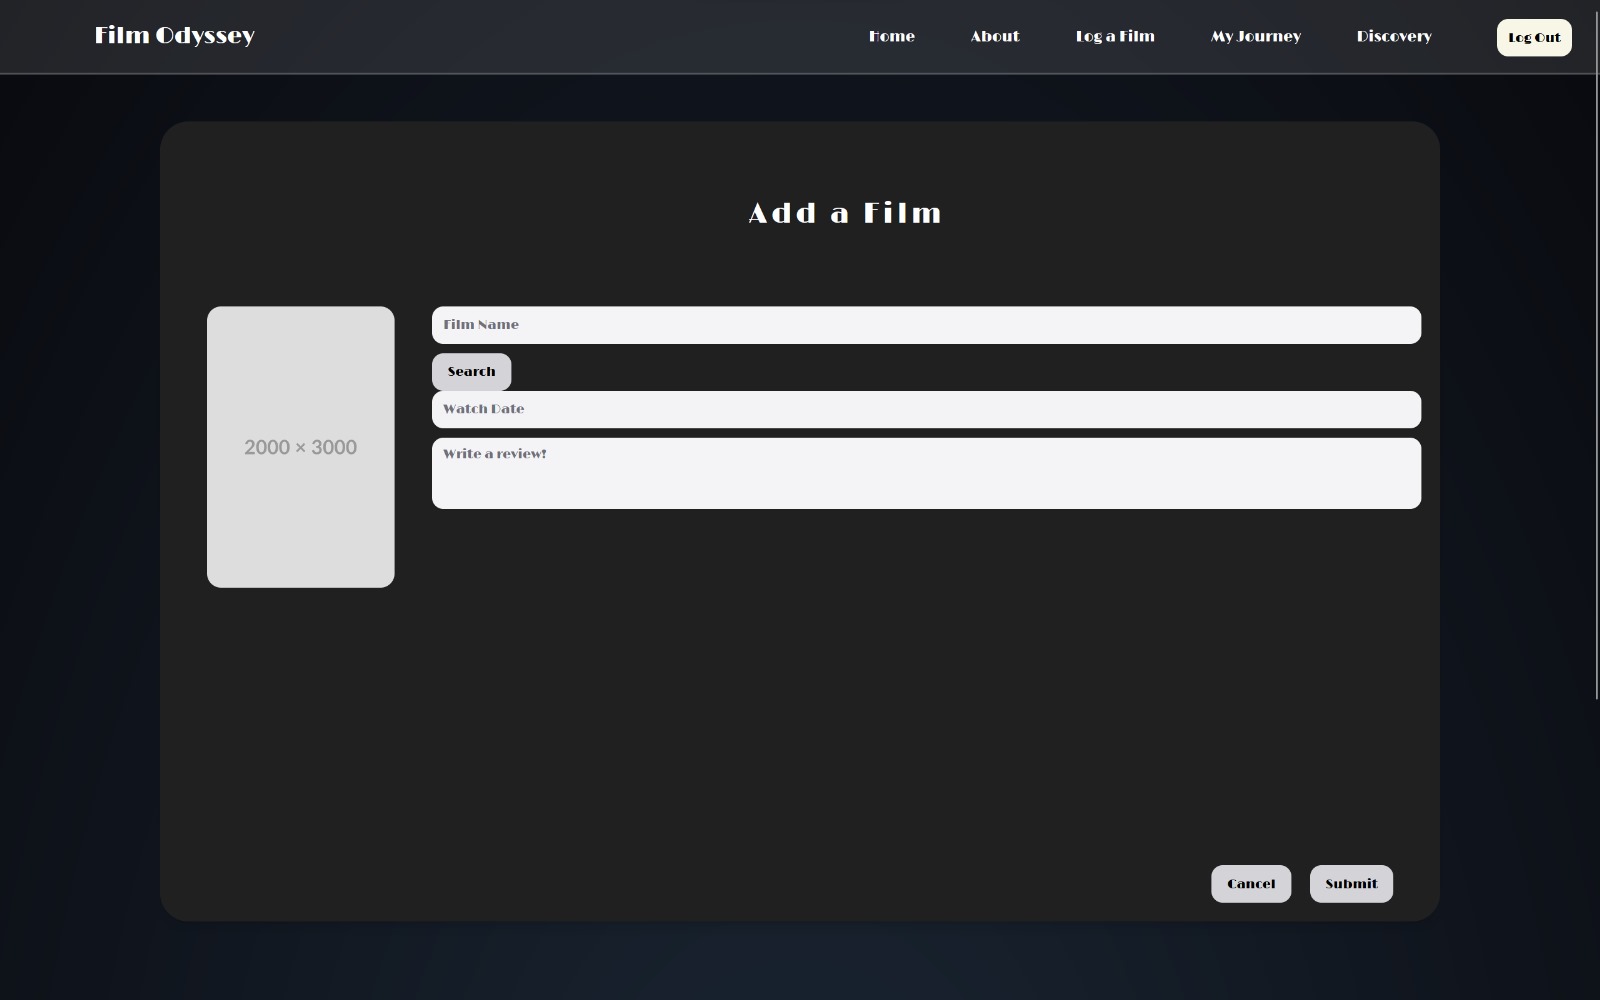 Film Odyssey
Home
About
Log a Film
My Journey
Discovery
Log Out
Add a Film
2000 × 3000
Film Name
Search
Watch Date
Write a review!
Cancel
Submit